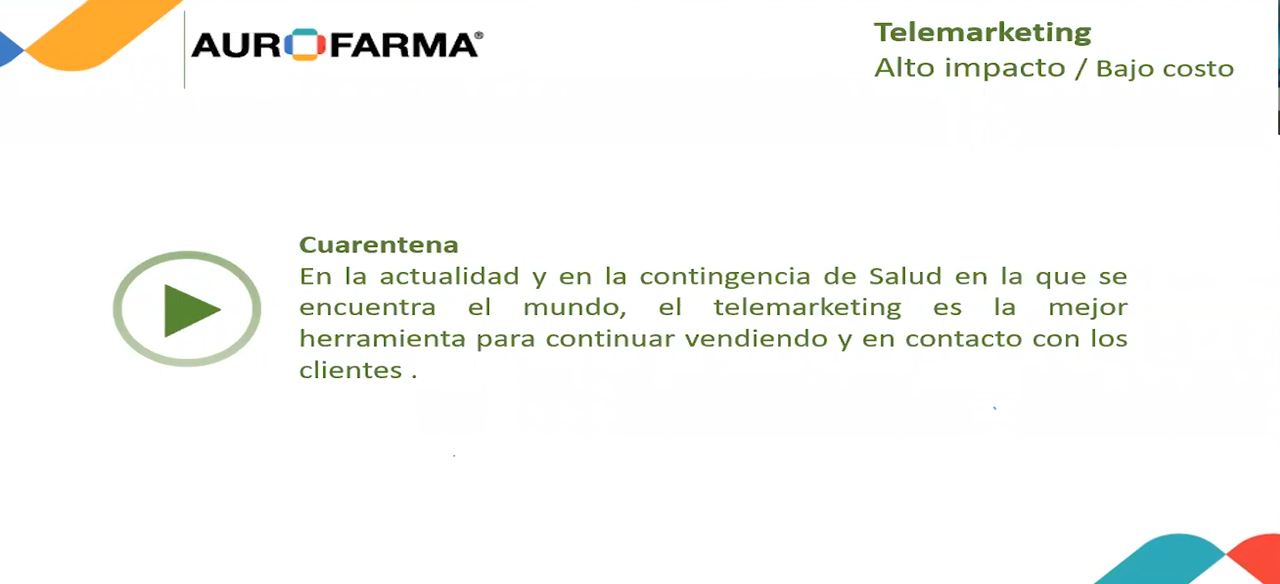 AUROFARMA®
Telemarketing
Alto impacto / Bajo costo
Cuarentena
En la actualidad y en la contingencia de Salud en la que se
encuentra el mundo, el telemarketing es la mejor
herramienta para continuar vendiendo y en contacto con los
clientes .